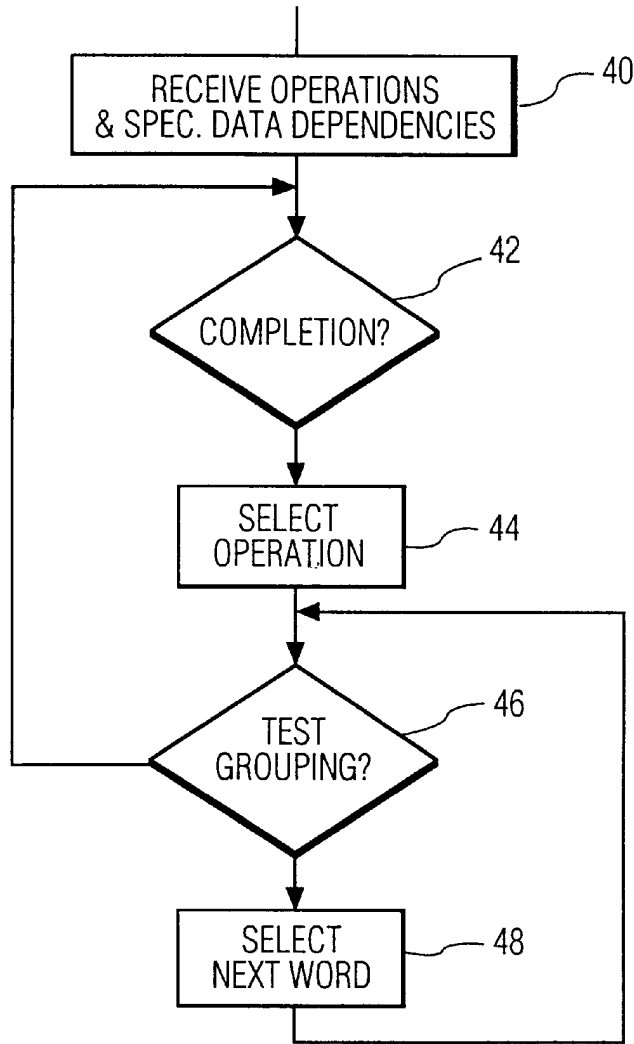 RECEIVE OPERATIONS
& SPEC. DATA DEPENDENCIES
40
COMPLETION?
42
SELECT
OPERATION
44
TEST
GROUPING?
46
SELECT
NEXT WORD
48